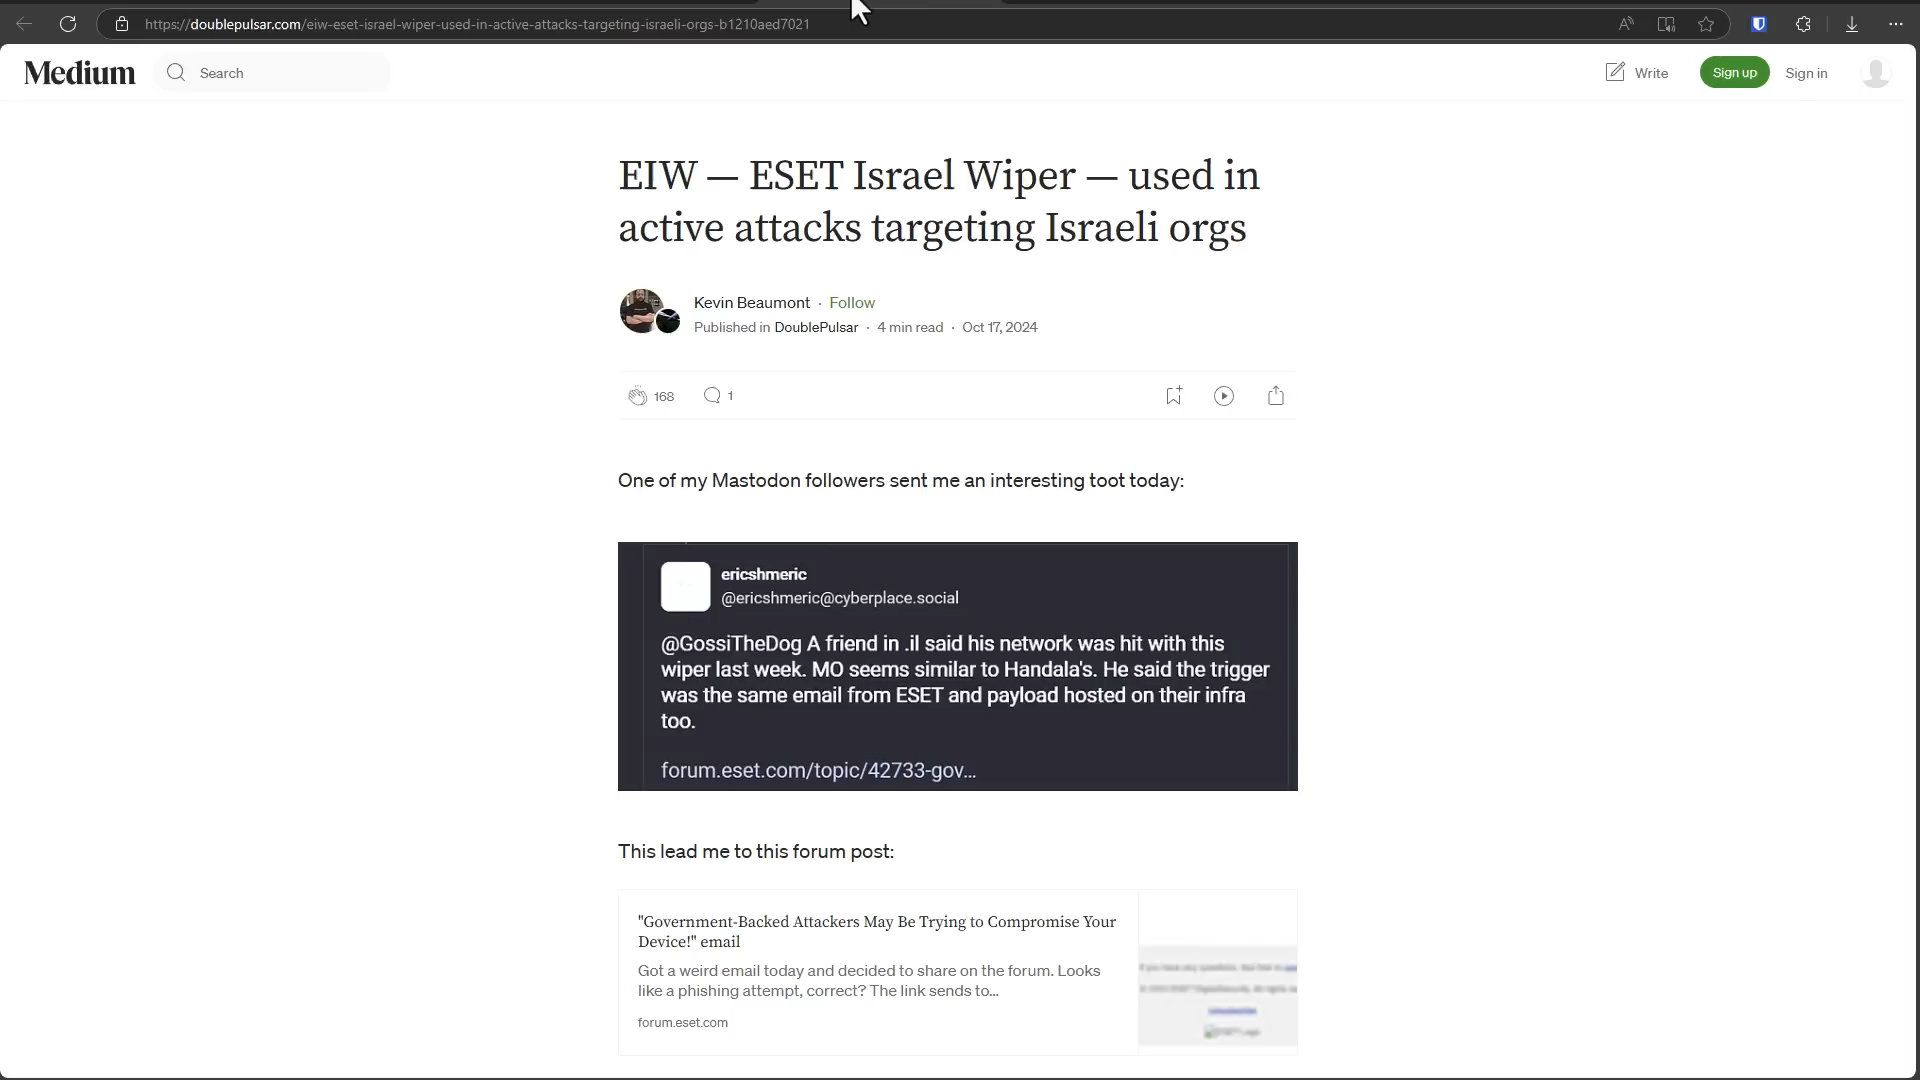 https://doublepulsar.com/eiw-eset-israel-wiper-used-in-active-attacks-targeting-israeli-orgs-b1210aed7021
Medium
Search
Write
Sign up
Sign in
EIW — ESET Israel Wiper — used in
active attacks targeting Israeli orgs
Kevin Beaumont · Follow
Published in DoublePulsar · 4 min read · Oct 17, 2024
168
1
One of my Mastodon followers sent me an interesting toot today:
ericshmeric
@ericshmeric@cyberplace.social
@GossiTheDog A friend in .il said his network was hit with this
wiper last week. MO seems similar to Handala's. He said the trigger
was the same email from ESET and payload hosted on their infra
too.
forum.eset.com/topic/42733-gov...
This lead me to this forum post:
"Government-Backed Attackers May Be Trying to Compromise Your
Device!" email
Got a weird email today and decided to share on the forum. Looks
like a phishing attempt, correct? The link sends to...
forum.eset.com